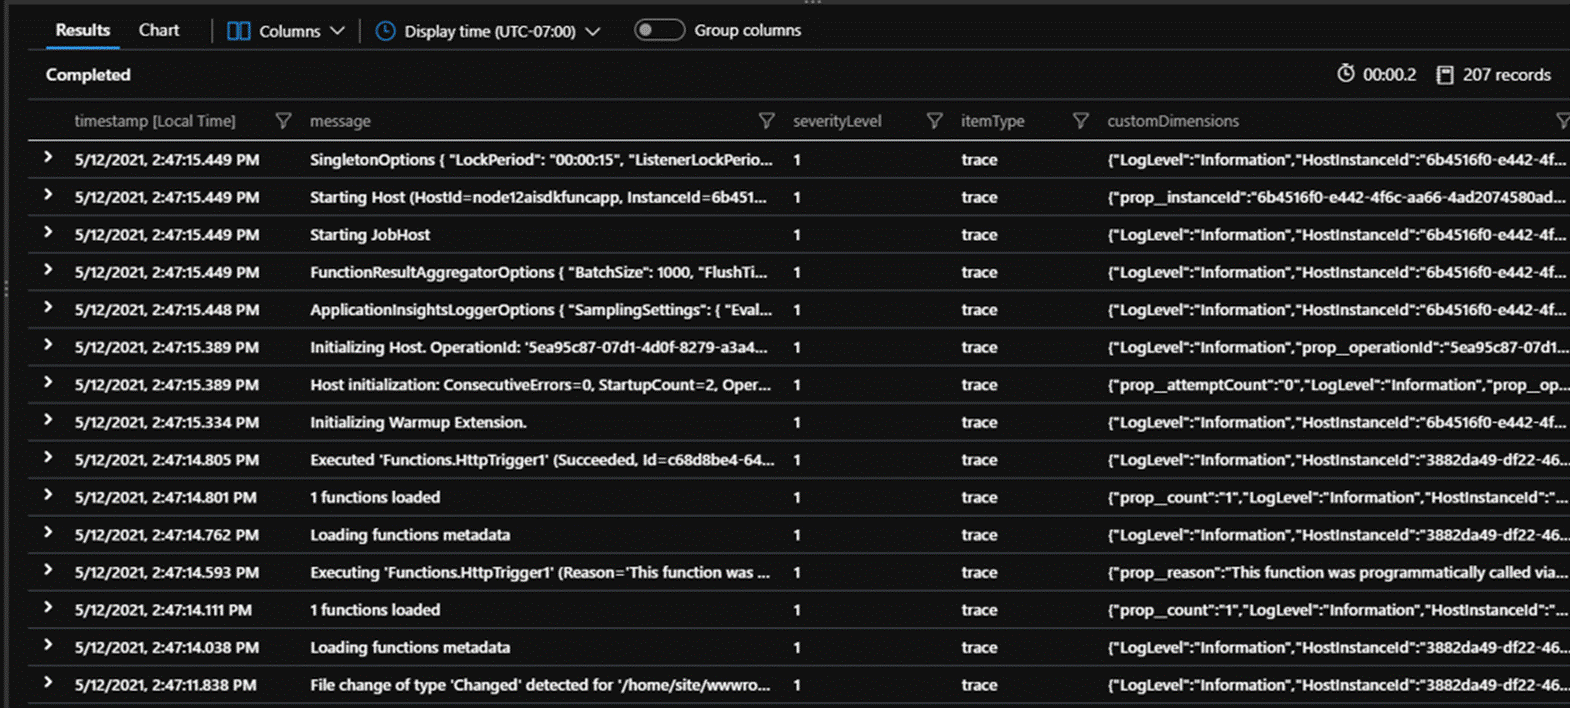 Results Chart Columns Display time (UTC-07:00) Group columns
Completed 00:00.2 207 records
timestamp [Local Time] message severityLevel itemType customDimensions
5/12/2021, 2:47:15.449 PM SingletonOptions { "LockPeriod": "00:00:15", "ListenerLockPerio... 1 trace {"LogLevel":"Information","HostInstanceId":"6b4516f0-e442-4f...
5/12/2021, 2:47:15.449 PM Starting Host (HostId=node12aisdkfuncapp, InstanceId=6b451... 1 trace {"prop__instanceId":"6b4516f0-e442-4f6c-aa66-4ad2074580ad...
5/12/2021, 2:47:15.449 PM Starting JobHost 1 trace {"LogLevel":"Information","HostInstanceId":"6b4516f0-e442-4f...
5/12/2021, 2:47:15.449 PM FunctionResultAggregatorOptions { "BatchSize": 1000, "FlushTi... 1 trace {"LogLevel":"Information","HostInstanceId":"6b4516f0-e442-4f...
5/12/2021, 2:47:15.448 PM ApplicationInsightsLoggerOptions { "SamplingSettings": { "Eval... 1 trace {"LogLevel":"Information","HostInstanceId":"6b4516f0-e442-4f...
5/12/2021, 2:47:15.389 PM Initializing Host. OperationId: '5ea95c87-07d1-4d0f-8279-a3a4... 1 trace {"LogLevel":"Information","prop__operationId":"5ea95c87-07d1...
5/12/2021, 2:47:15.389 PM Host initialization: ConsecutiveErrors=0, StartupCount=2, Oper... 1 trace {"prop__attemptCount":"0","LogLevel":"Information","prop__op...
5/12/2021, 2:47:15.334 PM Initializing Warmup Extension. 1 trace {"LogLevel":"Information","HostInstanceId":"6b4516f0-e442-4f...
5/12/2021, 2:47:14.805 PM Executed 'Functions.HttpTrigger1' (Succeeded, Id=c68d8be4-64... 1 trace {"LogLevel":"Information","HostInstanceId":"3882da49-df22-46...
5/12/2021, 2:47:14.801 PM 1 functions loaded 1 trace {"prop__count":"1","LogLevel":"Information","HostInstanceId":"...
5/12/2021, 2:47:14.762 PM Loading functions metadata 1 trace {"LogLevel":"Information","HostInstanceId":"3882da49-df22-46...
5/12/2021, 2:47:14.593 PM Executing 'Functions.HttpTrigger1' (Reason='This function was ... 1 trace {"prop__reason":"This function was programmatically called via...
5/12/2021, 2:47:14.111 PM 1 functions loaded 1 trace {"prop__count":"1","LogLevel":"Information","HostInstanceId":"...
5/12/2021, 2:47:14.038 PM Loading functions metadata 1 trace {"LogLevel":"Information","HostInstanceId":"3882da49-df22-46...
5/12/2021, 2:47:11.838 PM File change of type 'Changed' detected for '/home/site/wwwro... 1 trace {"LogLevel":"Information","HostInstanceId":"3882da49-df22-46...